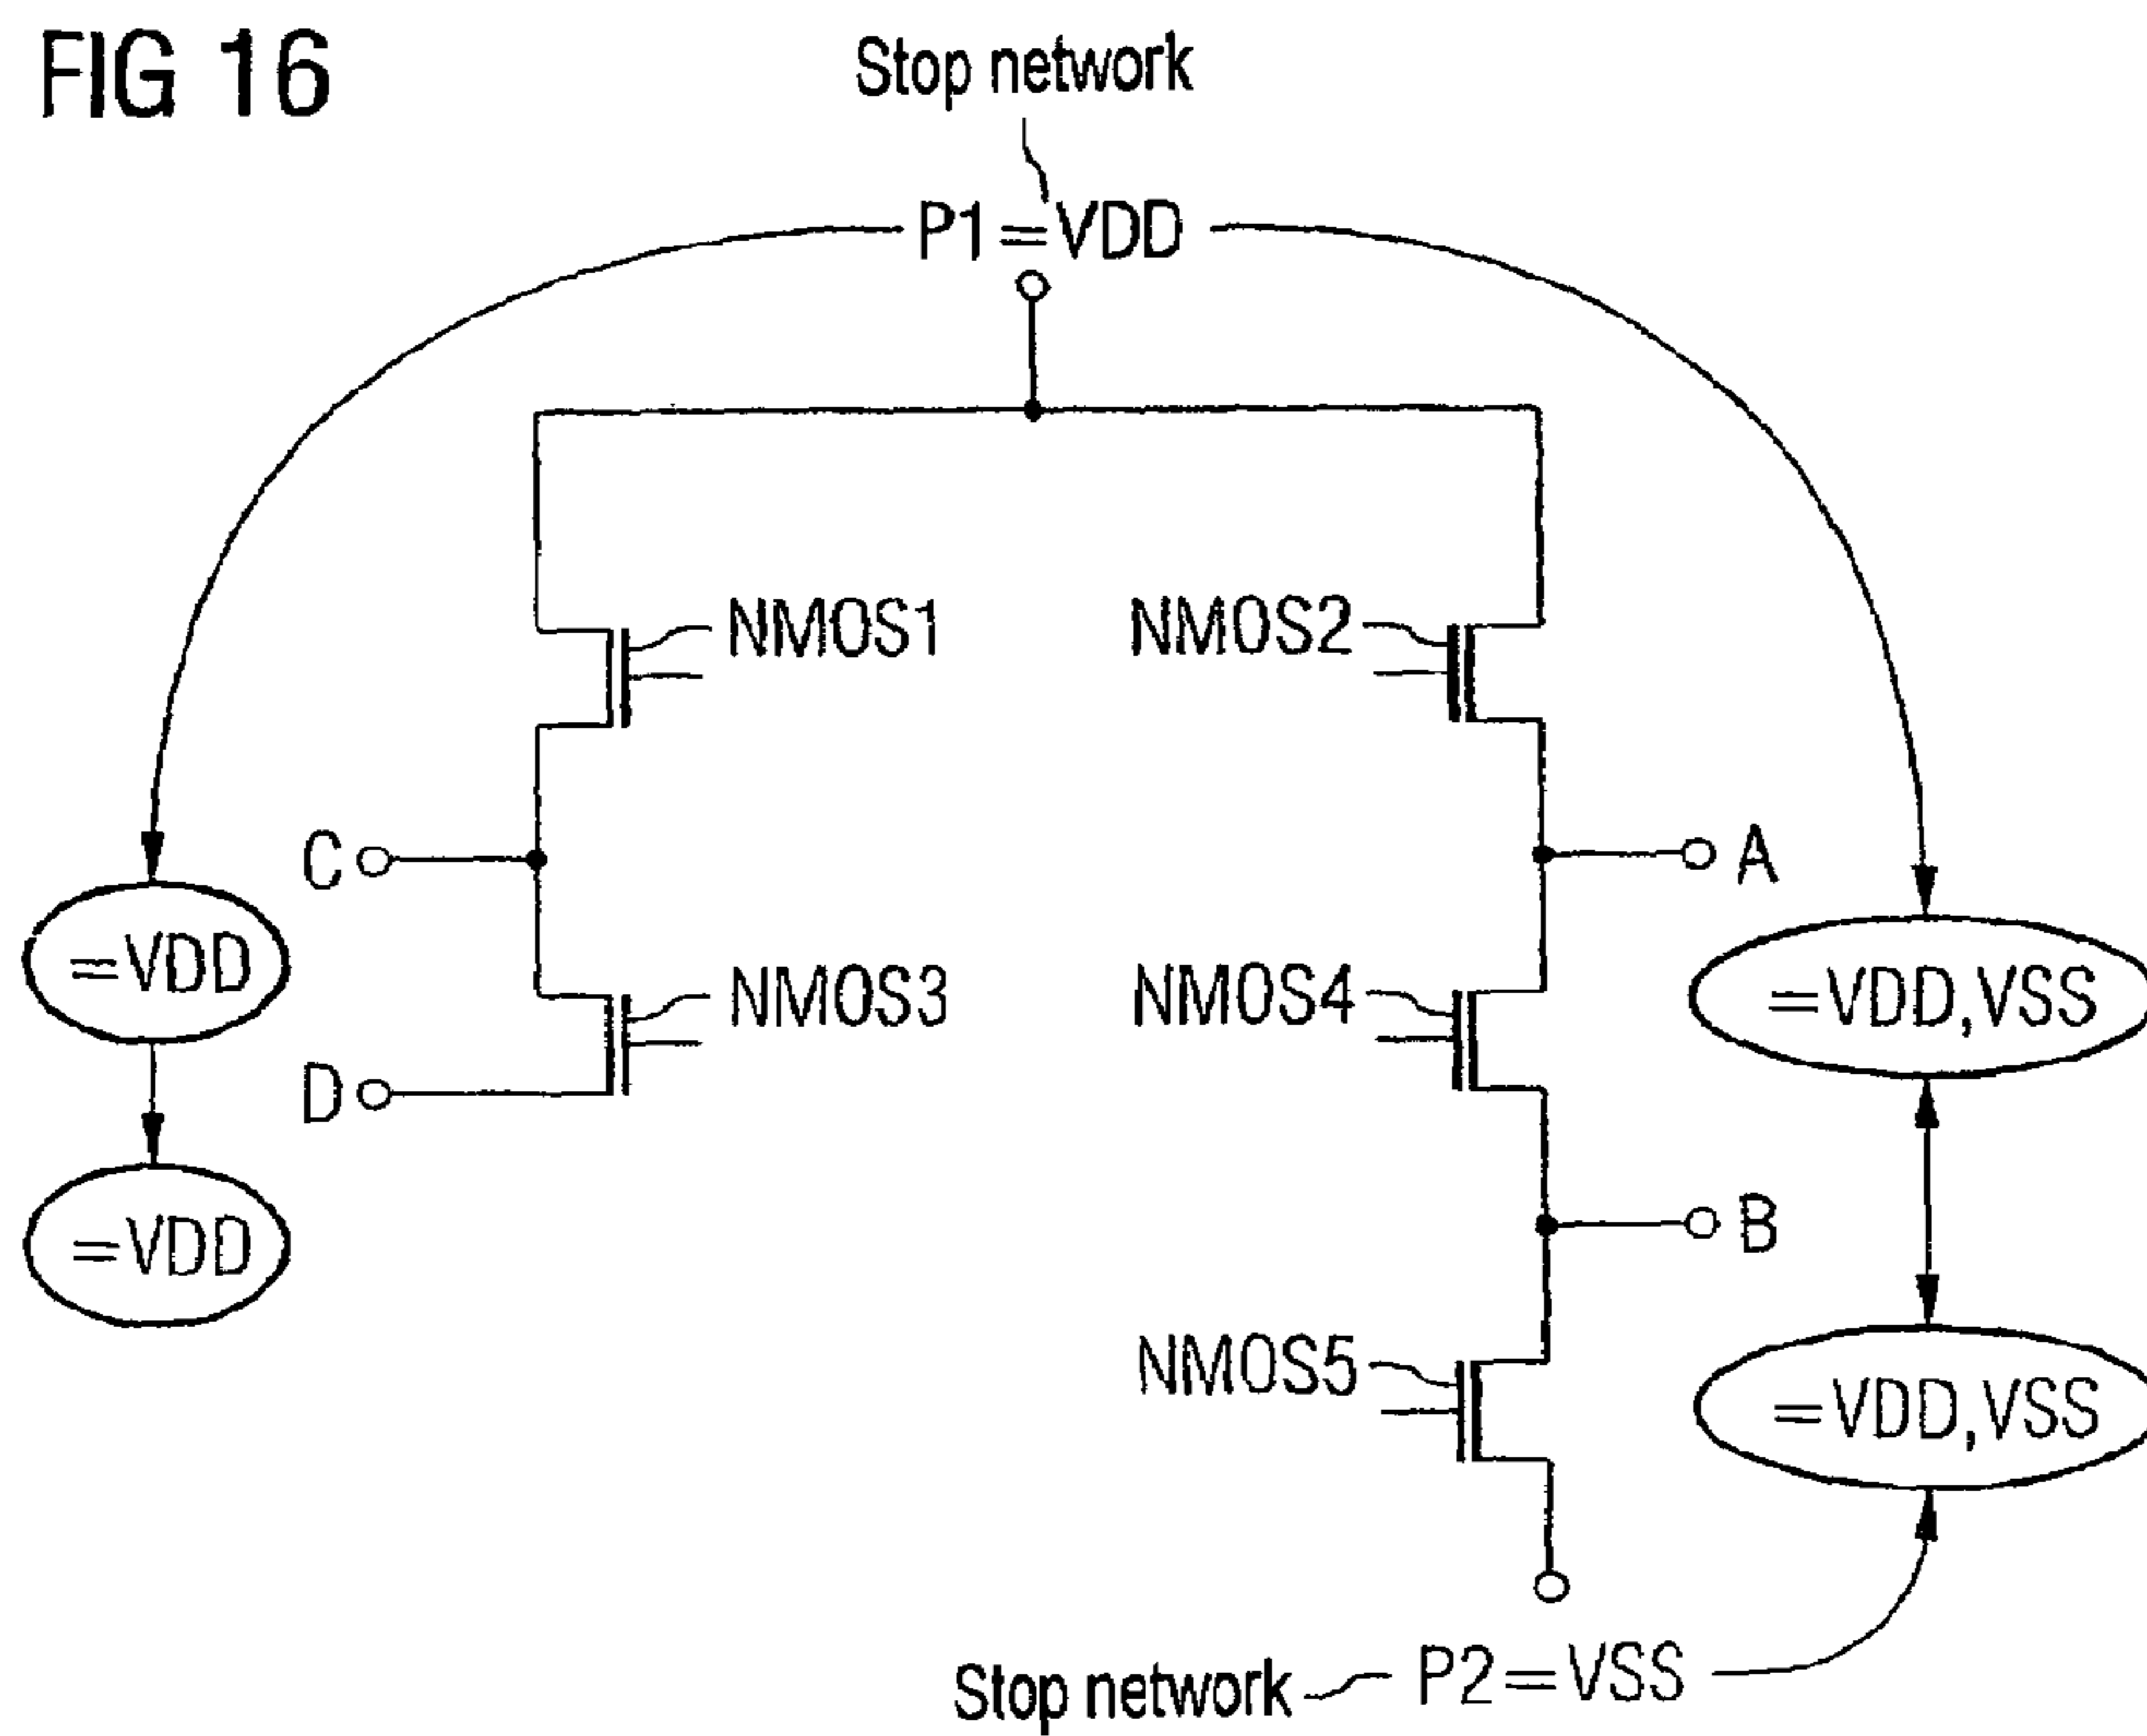 FIG 16
Stop network
P1=VDD
NMOS1
NMOS2
C
A
=VDD
=VDD,VSS
NMOS3
NMOS4
D
B
=VDD
NMOS5
=VDD,VSS
Stop network
P2=VSS